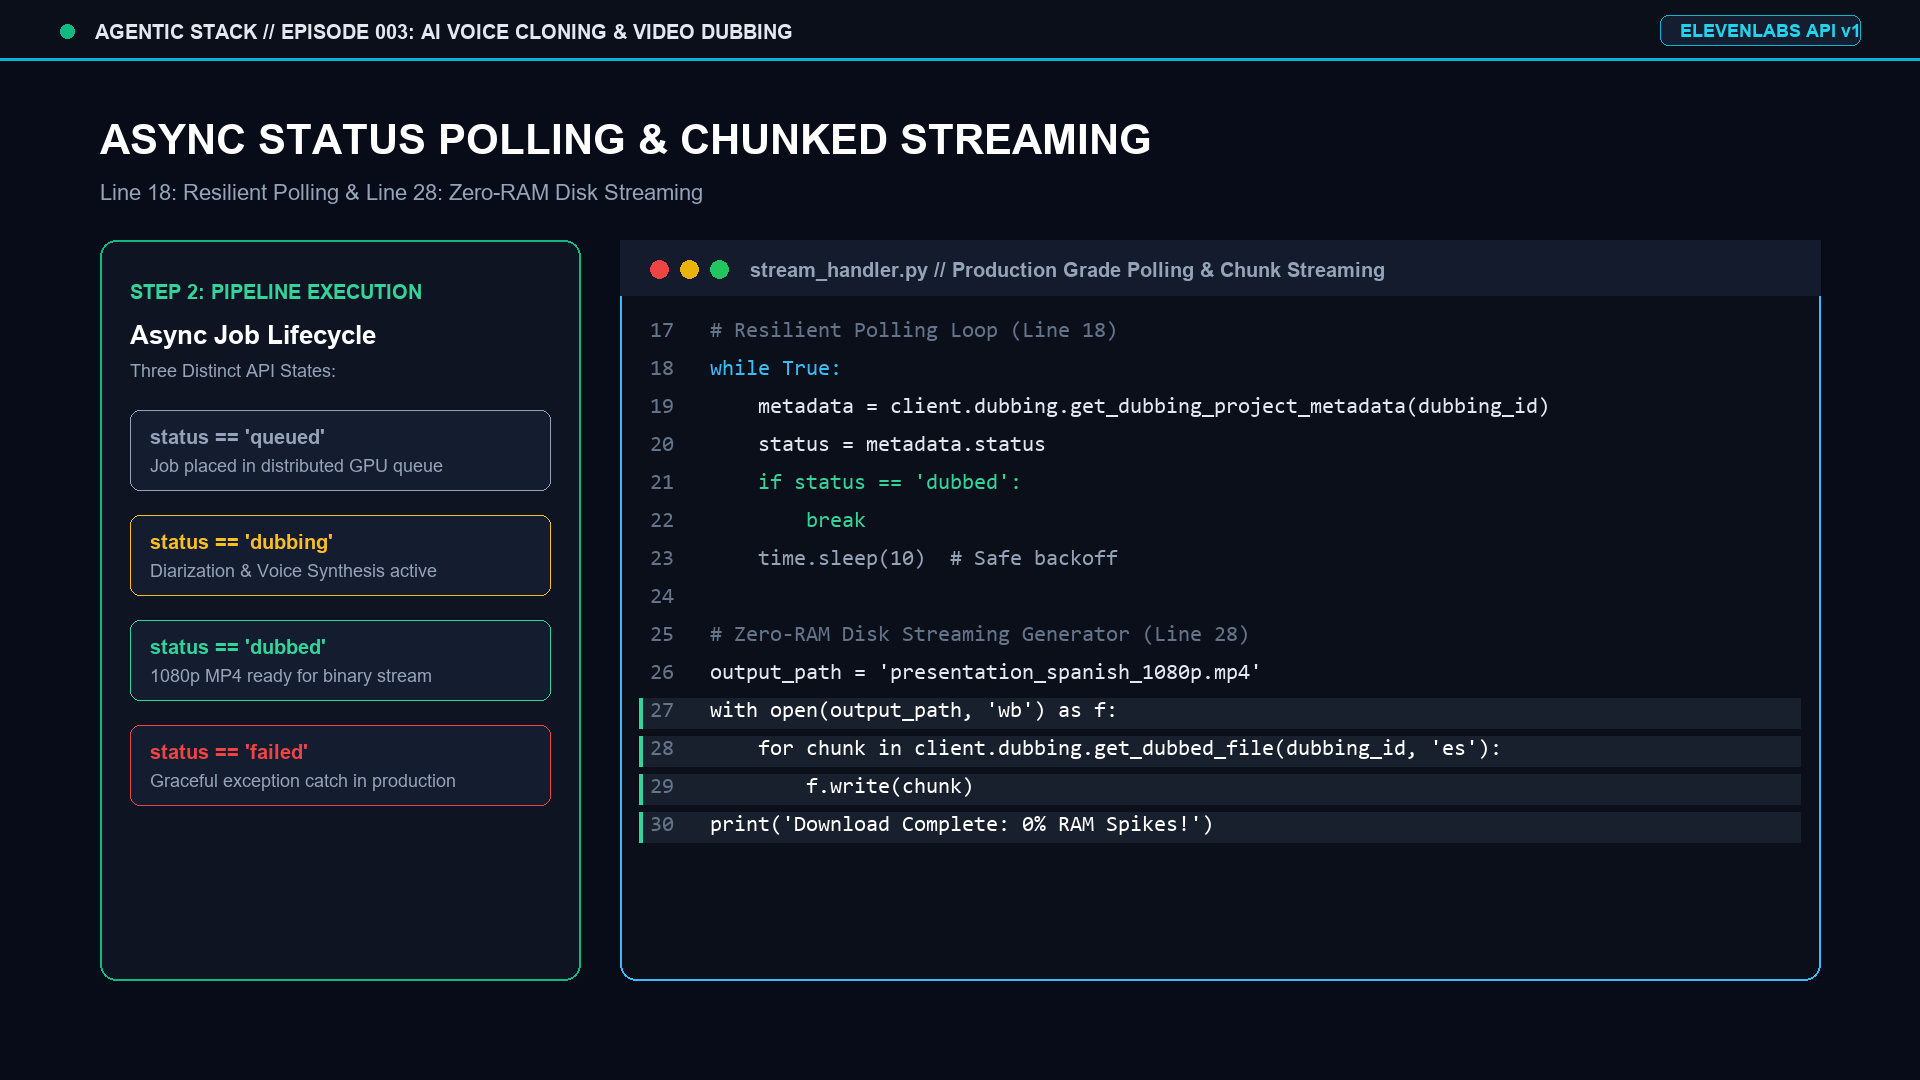 AGENTIC STACK // EPISODE 003: AI VOICE CLONING & VIDEO DUBBING
ELEVENLABS API v1
ASYNC STATUS POLLING & CHUNKED STREAMING
Line 18: Resilient Polling & Line 28: Zero-RAM Disk Streaming
STEP 2: PIPELINE EXECUTION
Async Job Lifecycle
Three Distinct API States:
status == 'queued'
Job placed in distributed GPU queue
status == 'dubbing'
Diarization & Voice Synthesis active
status == 'dubbed'
1080p MP4 ready for binary stream
status == 'failed'
Graceful exception catch in production
stream_handler.py // Production Grade Polling & Chunk Streaming
17 # Resilient Polling Loop (Line 18)
18 while True:
19     metadata = client.dubbing.get_dubbing_project_metadata(dubbing_id)
20     status = metadata.status
21     if status == 'dubbed':
22         break
23     time.sleep(10)  # Safe backoff
24
25 # Zero-RAM Disk Streaming Generator (Line 28)
26 output_path = 'presentation_spanish_1080p.mp4'
27 with open(output_path, 'wb') as f:
28     for chunk in client.dubbing.get_dubbed_file(dubbing_id, 'es'):
29         f.write(chunk)
30 print('Download Complete: 0% RAM Spikes!')